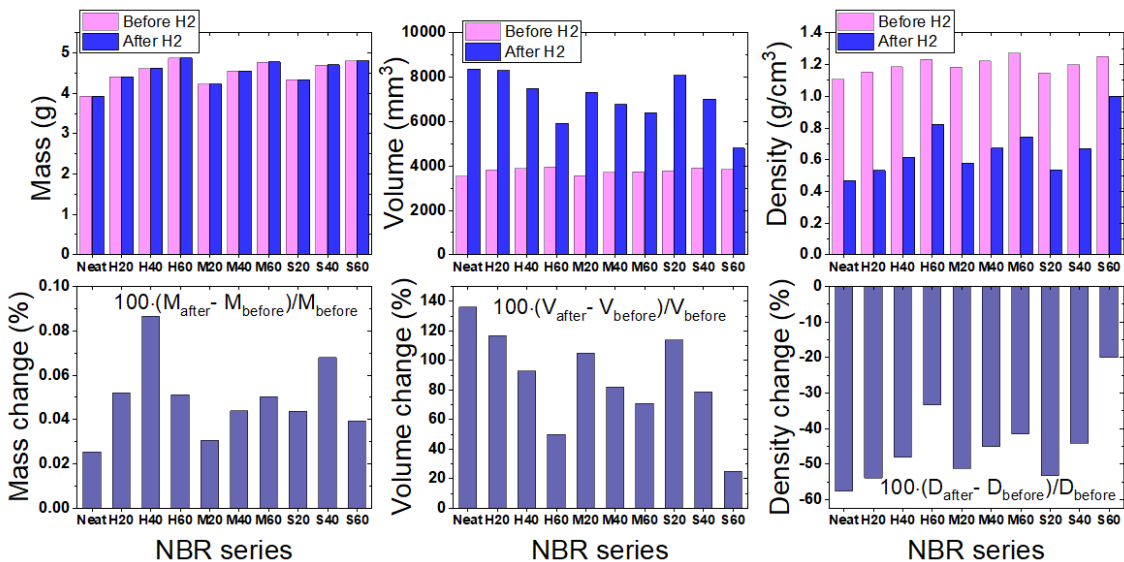 Before H2
After H2
Mass (g)
5
4
3
2
1
0
Neat H20 H40 H60 M20 M40 M60 S20 S40 S60
Before H2
After H2
Volume (mm³)
10000
8000
6000
4000
2000
0
Neat H20 H40 H60 M20 M40 M60 S20 S40 S60
Before H2
After H2
Density (g/cm³)
1.4
1.2
1.0
0.8
0.6
0.4
0.2
0.0
Neat H20 H40 H60 M20 M40 M60 S20 S40 S60
100·(Mafter- Mbefore)/Mbefore
Mass change (%)
0.10
0.08
0.06
0.04
0.02
0.00
Neat H20 H40 H60 M20 M40 M60 S20 S40 S60
NBR series
100·(Vafter- Vbefore)/Vbefore
Volume change (%)
140
120
100
80
60
40
20
0
Neat H20 H40 H60 M20 M40 M60 S20 S40 S60
NBR series
Density change (%)
0
-10
-20
-30
-40
-50
-60
100·(Dafter- Dbefore)/Dbefore
Neat H20 H40 H60 M20 M40 M60 S20 S40 S60
NBR series